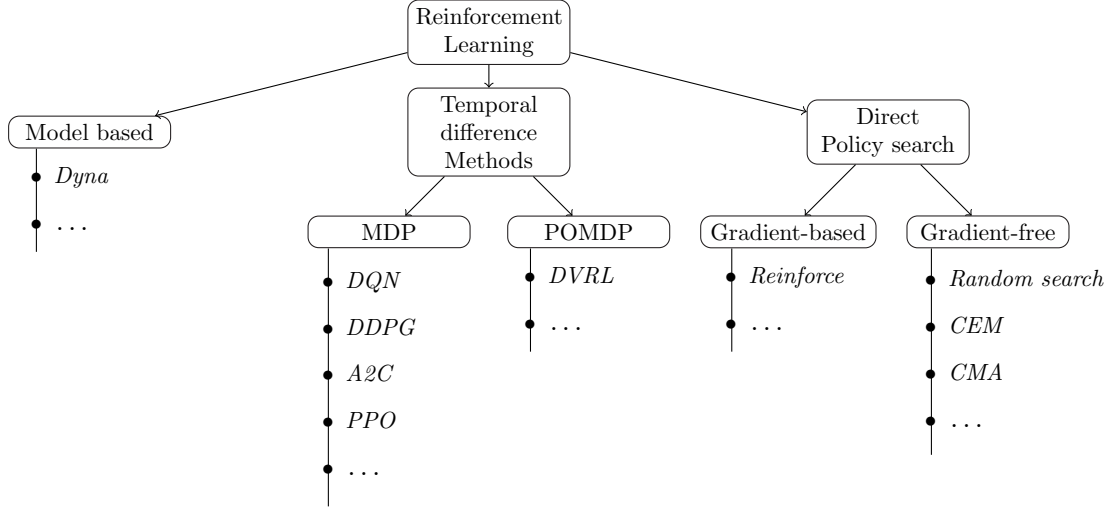 Reinforcement
Learning
Temporal
difference
Methods
Direct
Policy search
Model based
Dyna
...
MDP
DQN
DDPG
A2C
PPO
...
POMDP
DVRL
...
Gradient-based
Reinforce
...
Gradient-free
Random search
CEM
CMA
...